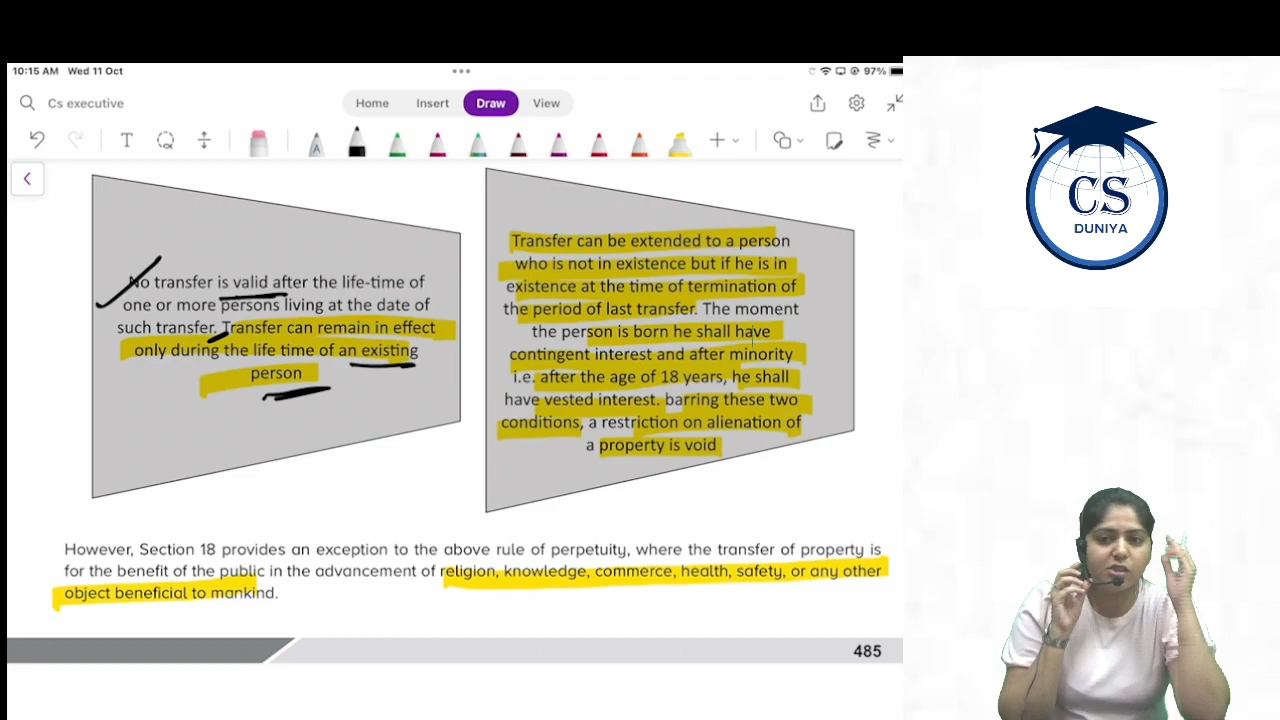 10:15 AM Wed 11 Oct
97%
Cs executive
Home Insert Draw View
T
A
No transfer is valid after the life-time of
one or more persons living at the date of
such transfer. Transfer can remain in effect
only during the life time of an existing
person
Transfer can be extended to a person
who is not in existence but if he is in
existence at the time of termination of
the period of last transfer. The moment
the person is born he shall have
contingent interest and after minority
i.e. after the age of 18 years, he shall
have vested interest. barring these two
conditions, a restriction on alienation of
a property is void
However, Section 18 provides an exception to the above rule of perpetuity, where the transfer of property is
for the benefit of the public in the advancement of religion, knowledge, commerce, health, safety, or any other
object beneficial to mankind.
485
CS
DUNIYA